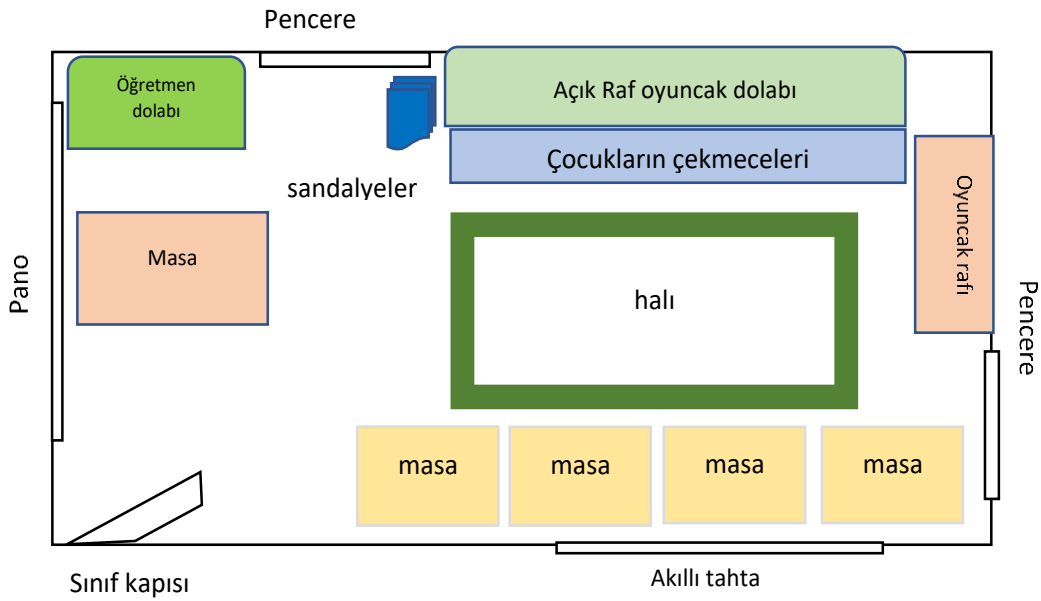 Pencere
Öğretmen
dolabı
Açık Raf oyuncak dolabı
Çocukların çekmeceleri
sandalyeler
Oyuncak rafı
Masa
Pano
halı
Pencere
masa
masa
masa
masa
Sınıf kapısı
Akıllı tahta